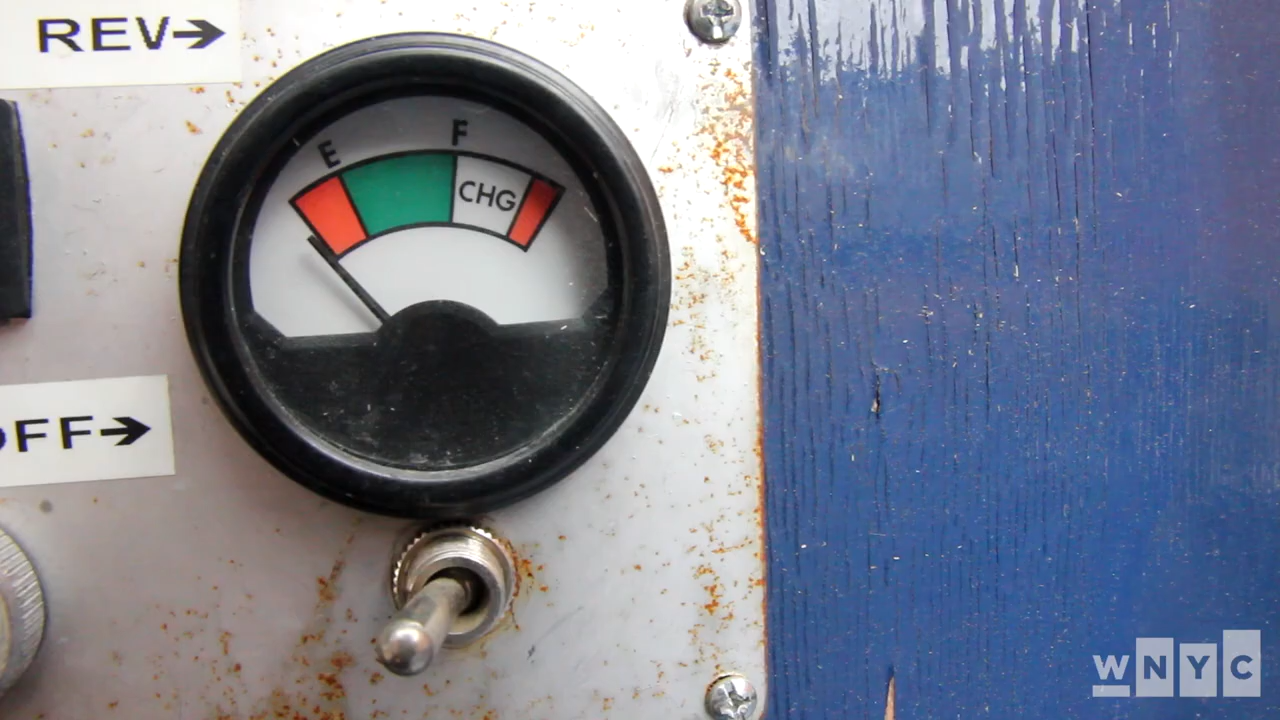 REV→
E F
CHG
OFF→
WNYC